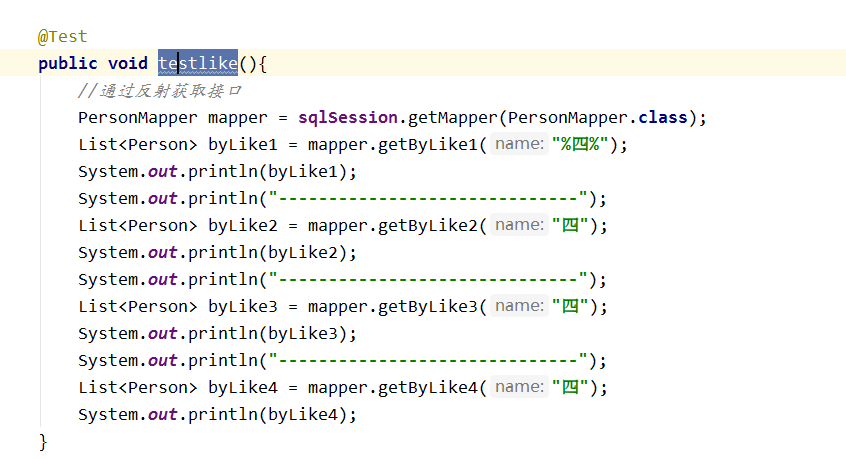 @Test
public void testlike(){
//通过反射获取接口
PersonMapper mapper = sqlSession.getMapper(PersonMapper.class);
List<Person> byLike1 = mapper.getByLike1( name: "%四%");
System.out.println(byLike1);
System.out.println("------------------------------");
List<Person> byLike2 = mapper.getByLike2( name: "四");
System.out.println(byLike2);
System.out.println("------------------------------");
List<Person> byLike3 = mapper.getByLike3( name: "四");
System.out.println(byLike3);
System.out.println("------------------------------");
List<Person> byLike4 = mapper.getByLike4( name: "四");
System.out.println(byLike4);
}